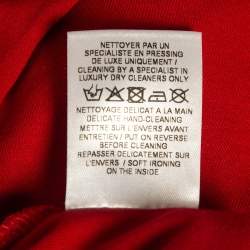 NETTOYER PAR UN
SPECIALISTE EN PRESSING
DE LUXE UNIQUEMENT /
CLEANING BY A SPECIALIST IN
LUXURY DRY CLEANERS ONLY
NETTOYAGE DELICAT A LA MAIN
DELICATE HAND-CLEANING
METTRE SUR L'ENVERS AVANT
ENTRETIEN / PUT ON REVERSE
BEFORE CLEANING
REPASSER DELICATEMENT SUR
L'ENVERS / SOFT IRONING
ON THE INSIDE